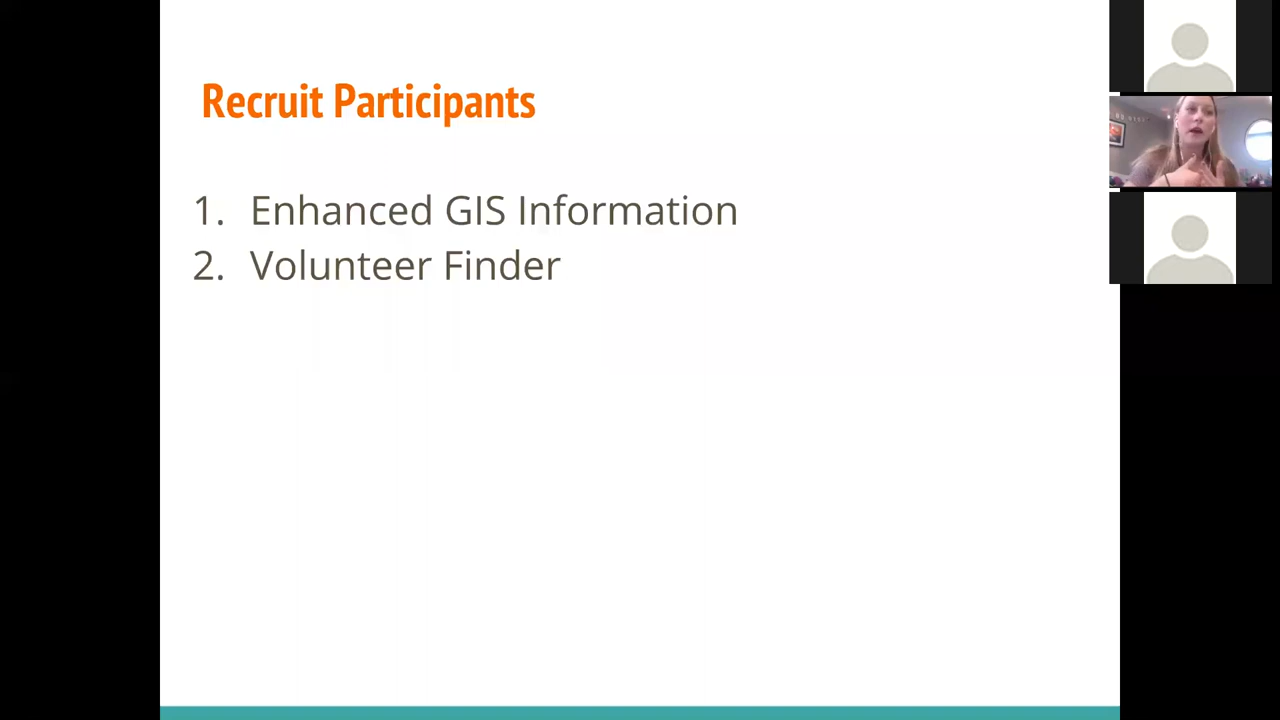 Recruit Participants
1. Enhanced GIS Information
2. Volunteer Finder